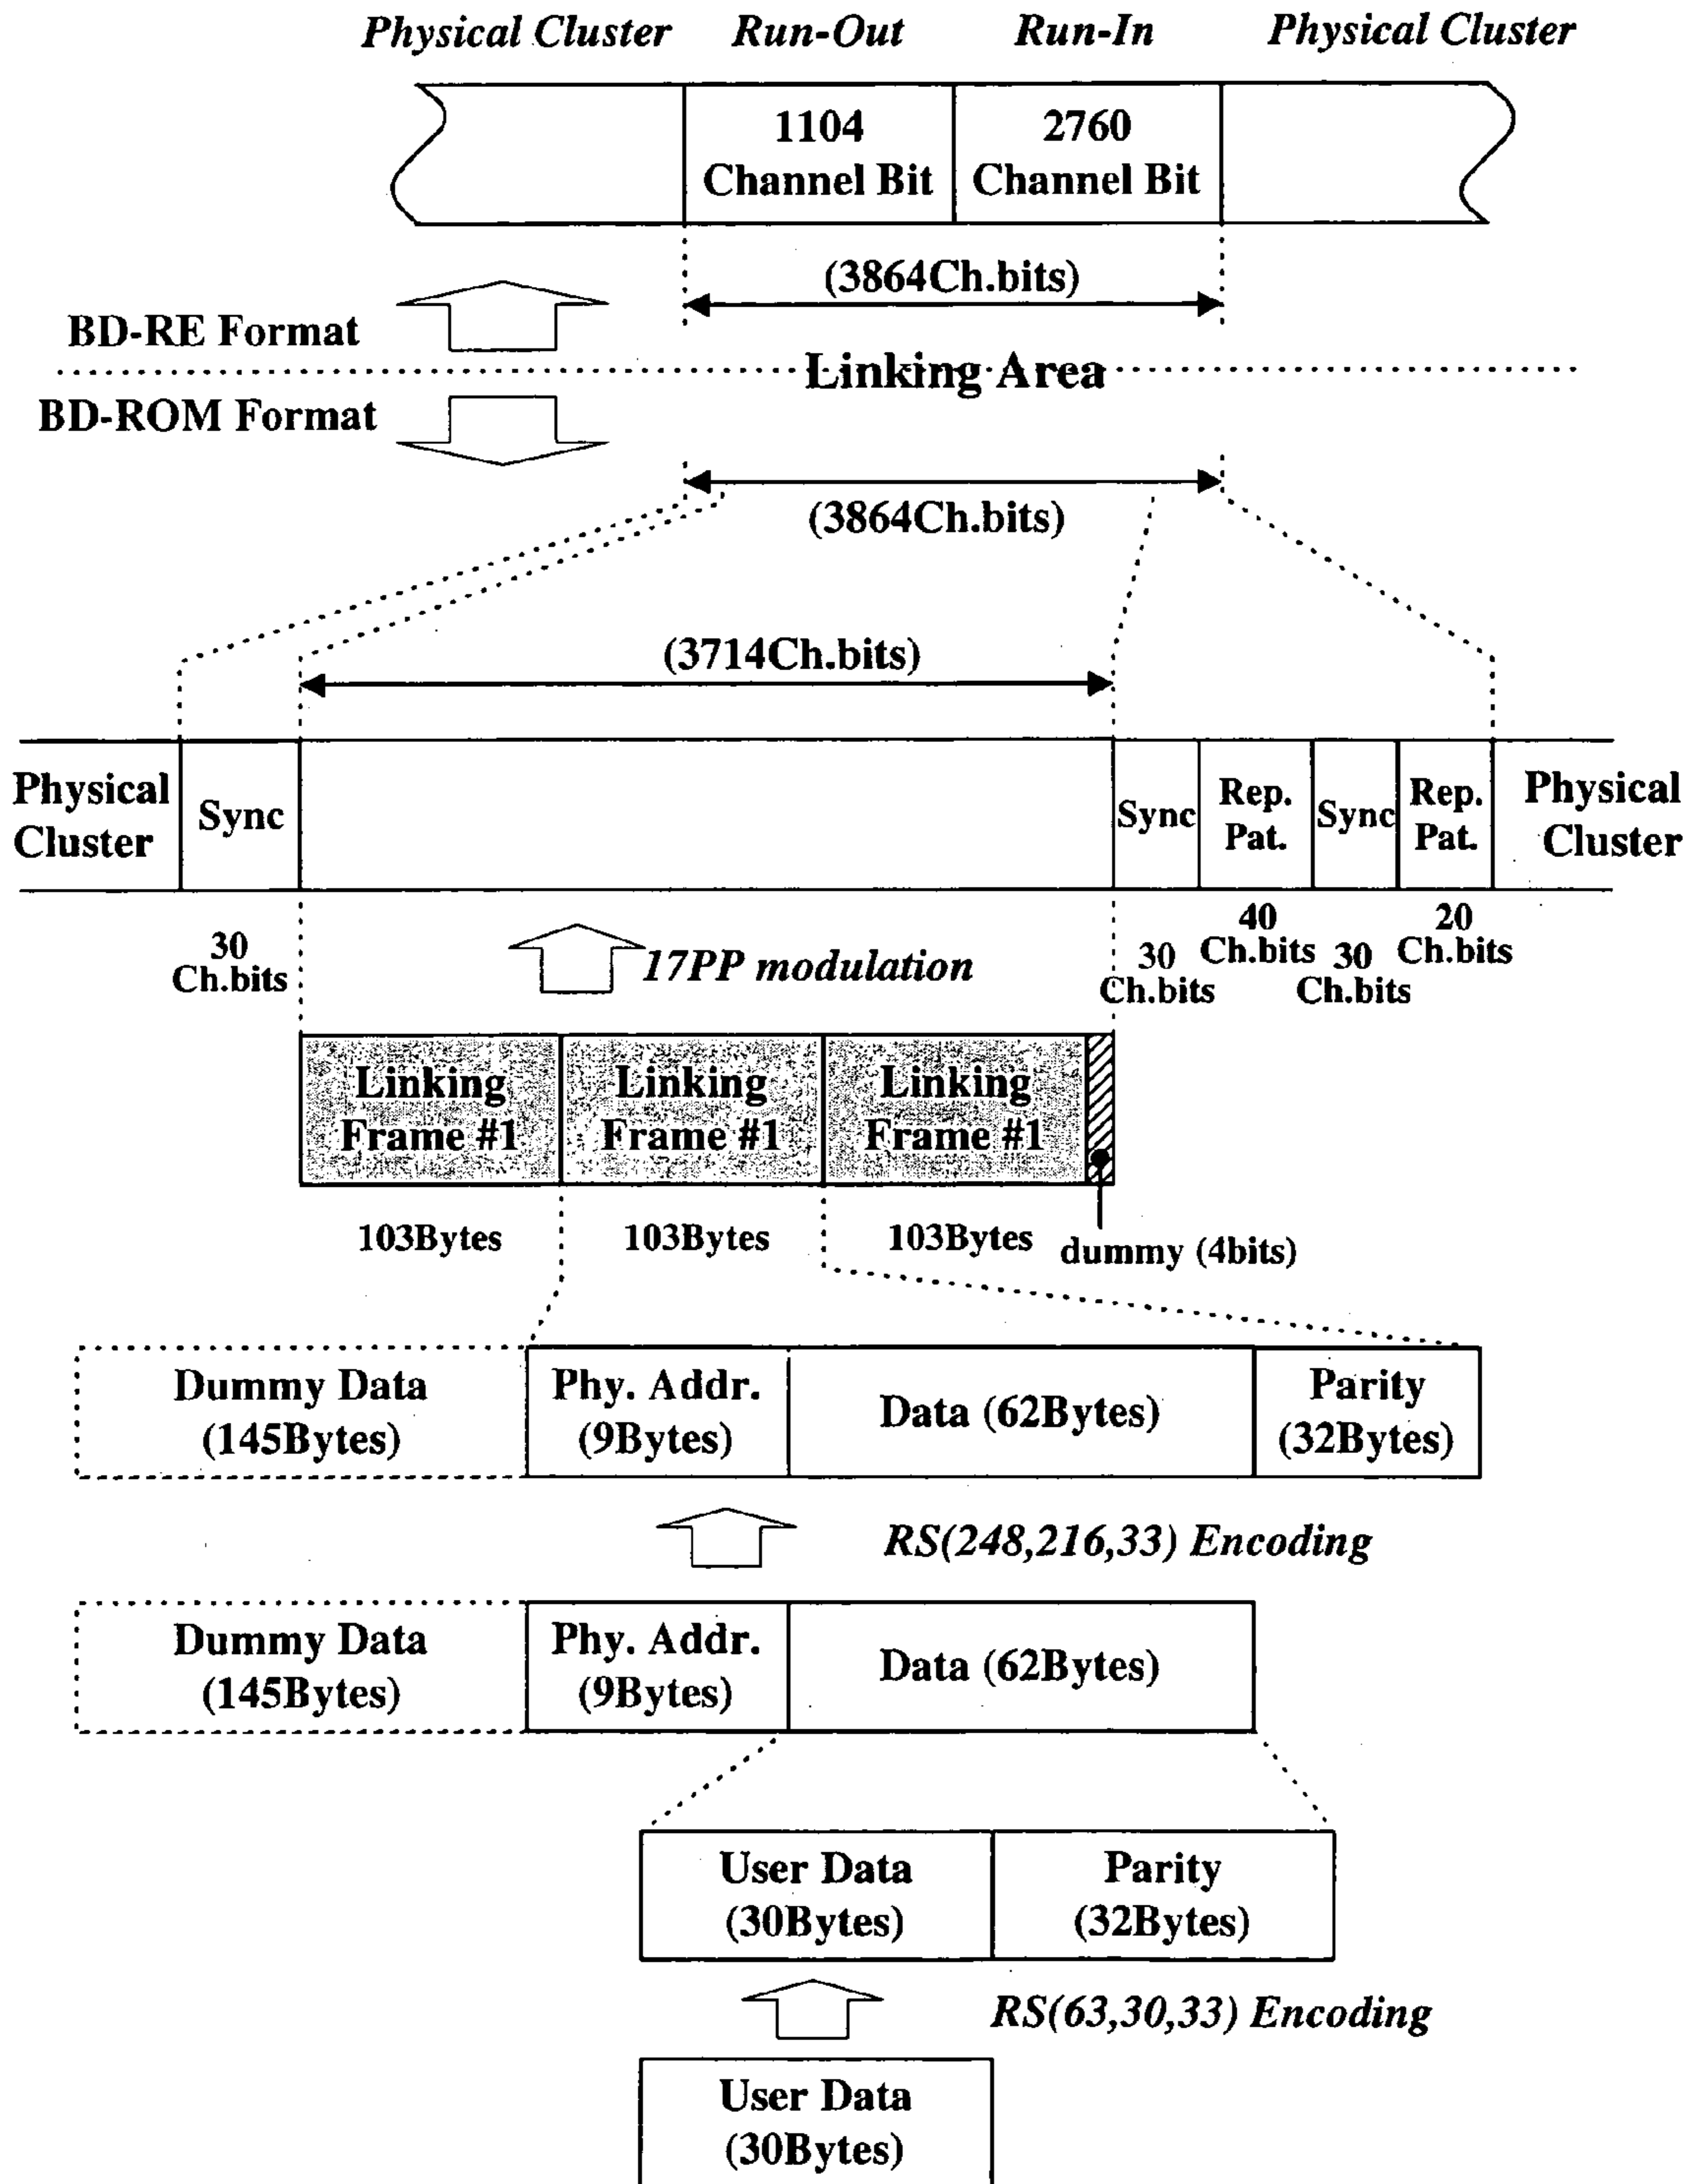 Physical Cluster Run-Out Run-In Physical Cluster
1104 Channel Bit
2760 Channel Bit
(3864Ch.bits)
BD-RE Format
Linking Area
BD-ROM Format
(3864Ch.bits)
(3714Ch.bits)
Physical Cluster
Sync
Sync
Rep. Pat.
Sync
Rep. Pat.
Physical Cluster
30 Ch.bits
17PP modulation
30 Ch.bits
40 Ch.bits
30 Ch.bits
20 Ch.bits
Linking Frame #1
Linking Frame #1
Linking Frame #1
103Bytes
103Bytes
103Bytes
dummy (4bits)
Dummy Data (145Bytes)
Phy. Addr. (9Bytes)
Data (62Bytes)
Parity (32Bytes)
RS(248,216,33) Encoding
Dummy Data (145Bytes)
Phy. Addr. (9Bytes)
Data (62Bytes)
User Data (30Bytes)
Parity (32Bytes)
RS(63,30,33) Encoding
User Data (30Bytes)